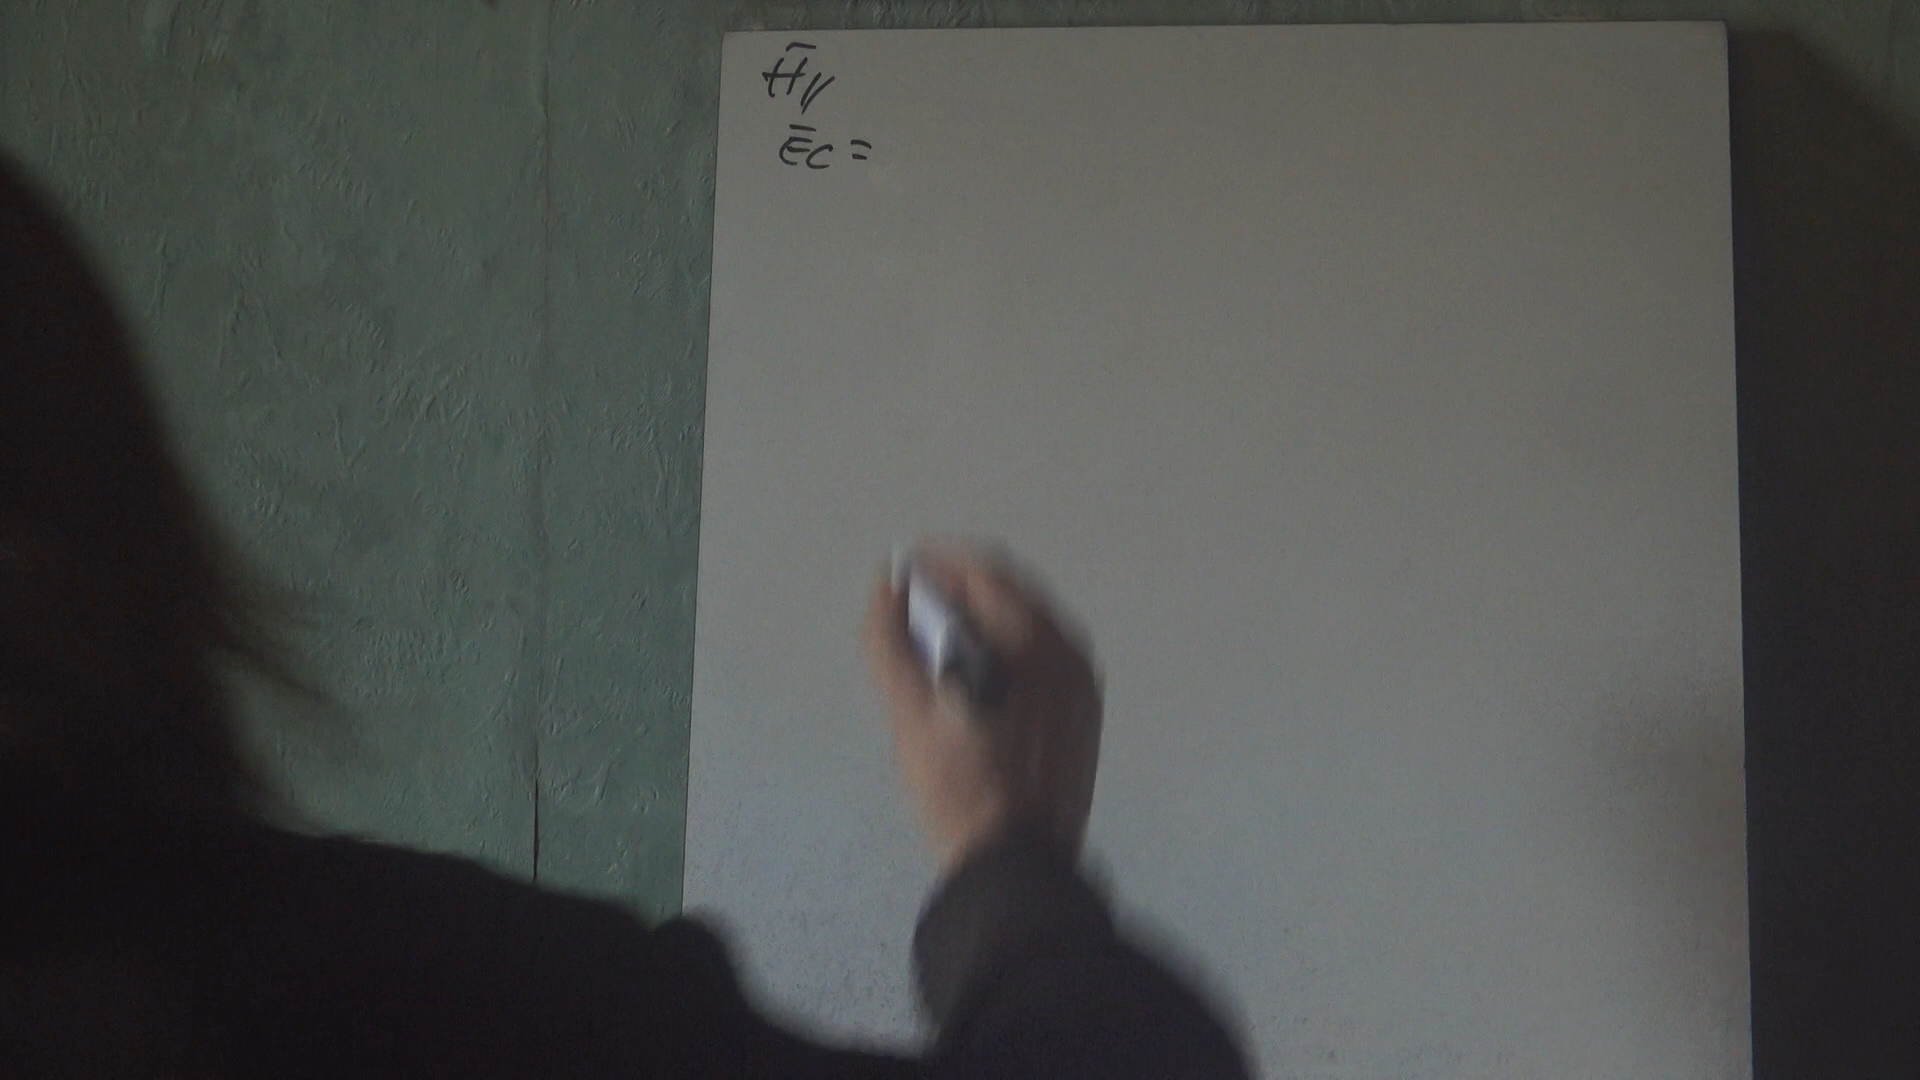 H̄//
Ēc =